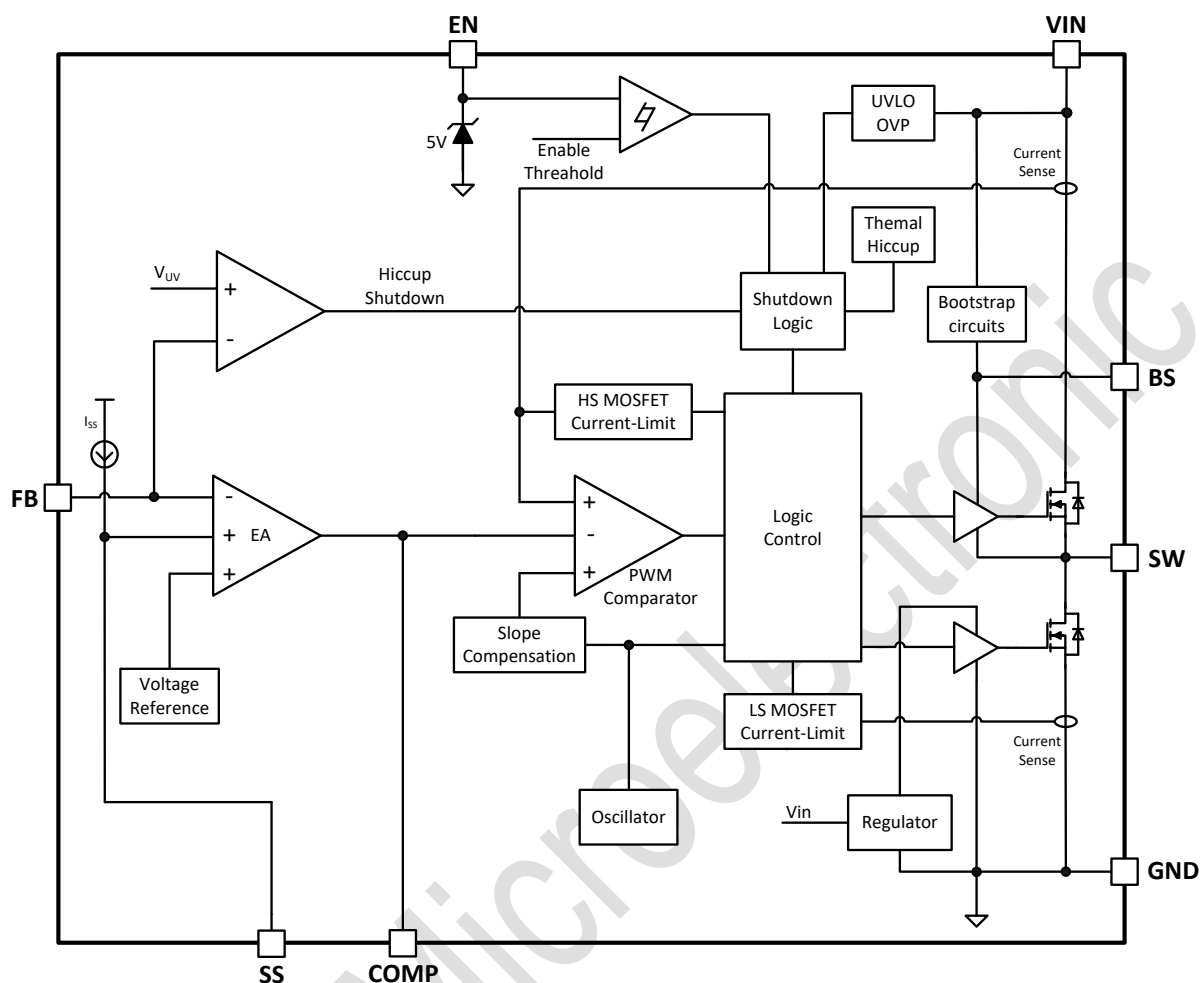 EN
VIN
UVLO
OVP
5V
Enable
Threahold
Current
Sense
Themal
Hiccup
VUV
+
-
Hiccup
Shutdown
Shutdown
Logic
Bootstrap
circuits
BS
ISS
HS MOSFET
Current-Limit
FB
-
+
EA
+
+
-
+
PWM
Comparator
Logic
Control
SW
Slope
Compensation
Voltage
Reference
LS MOSFET
Current-Limit
Current
Sense
Oscillator
Vin
Regulator
GND
SS
COMP
Microelectronic